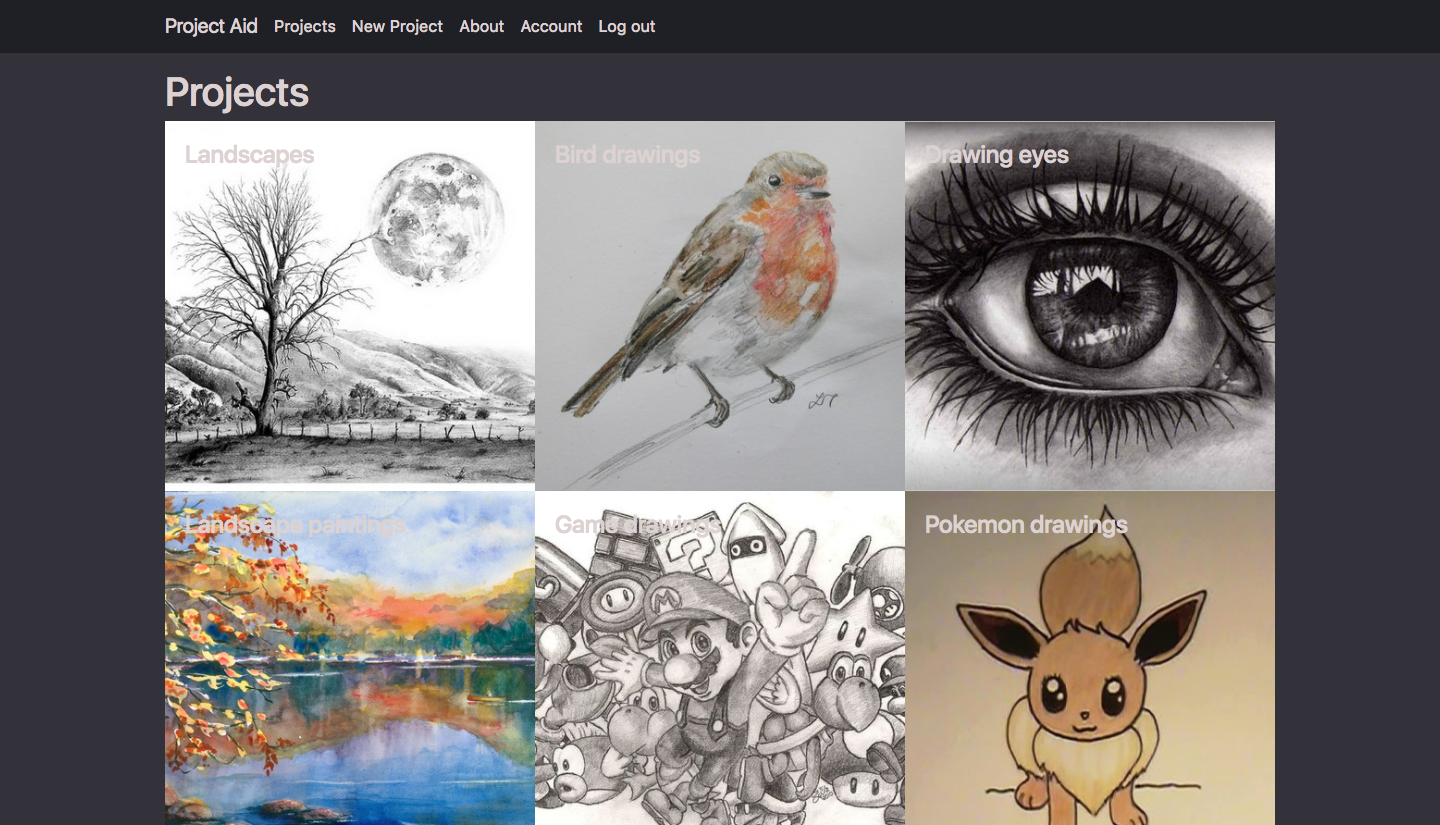 Project Aid Projects New Project About Account Log out
Projects
Landscapes
Bird drawings
Drawing eyes
Landscape paintings
Game drawings
Pokemon drawings